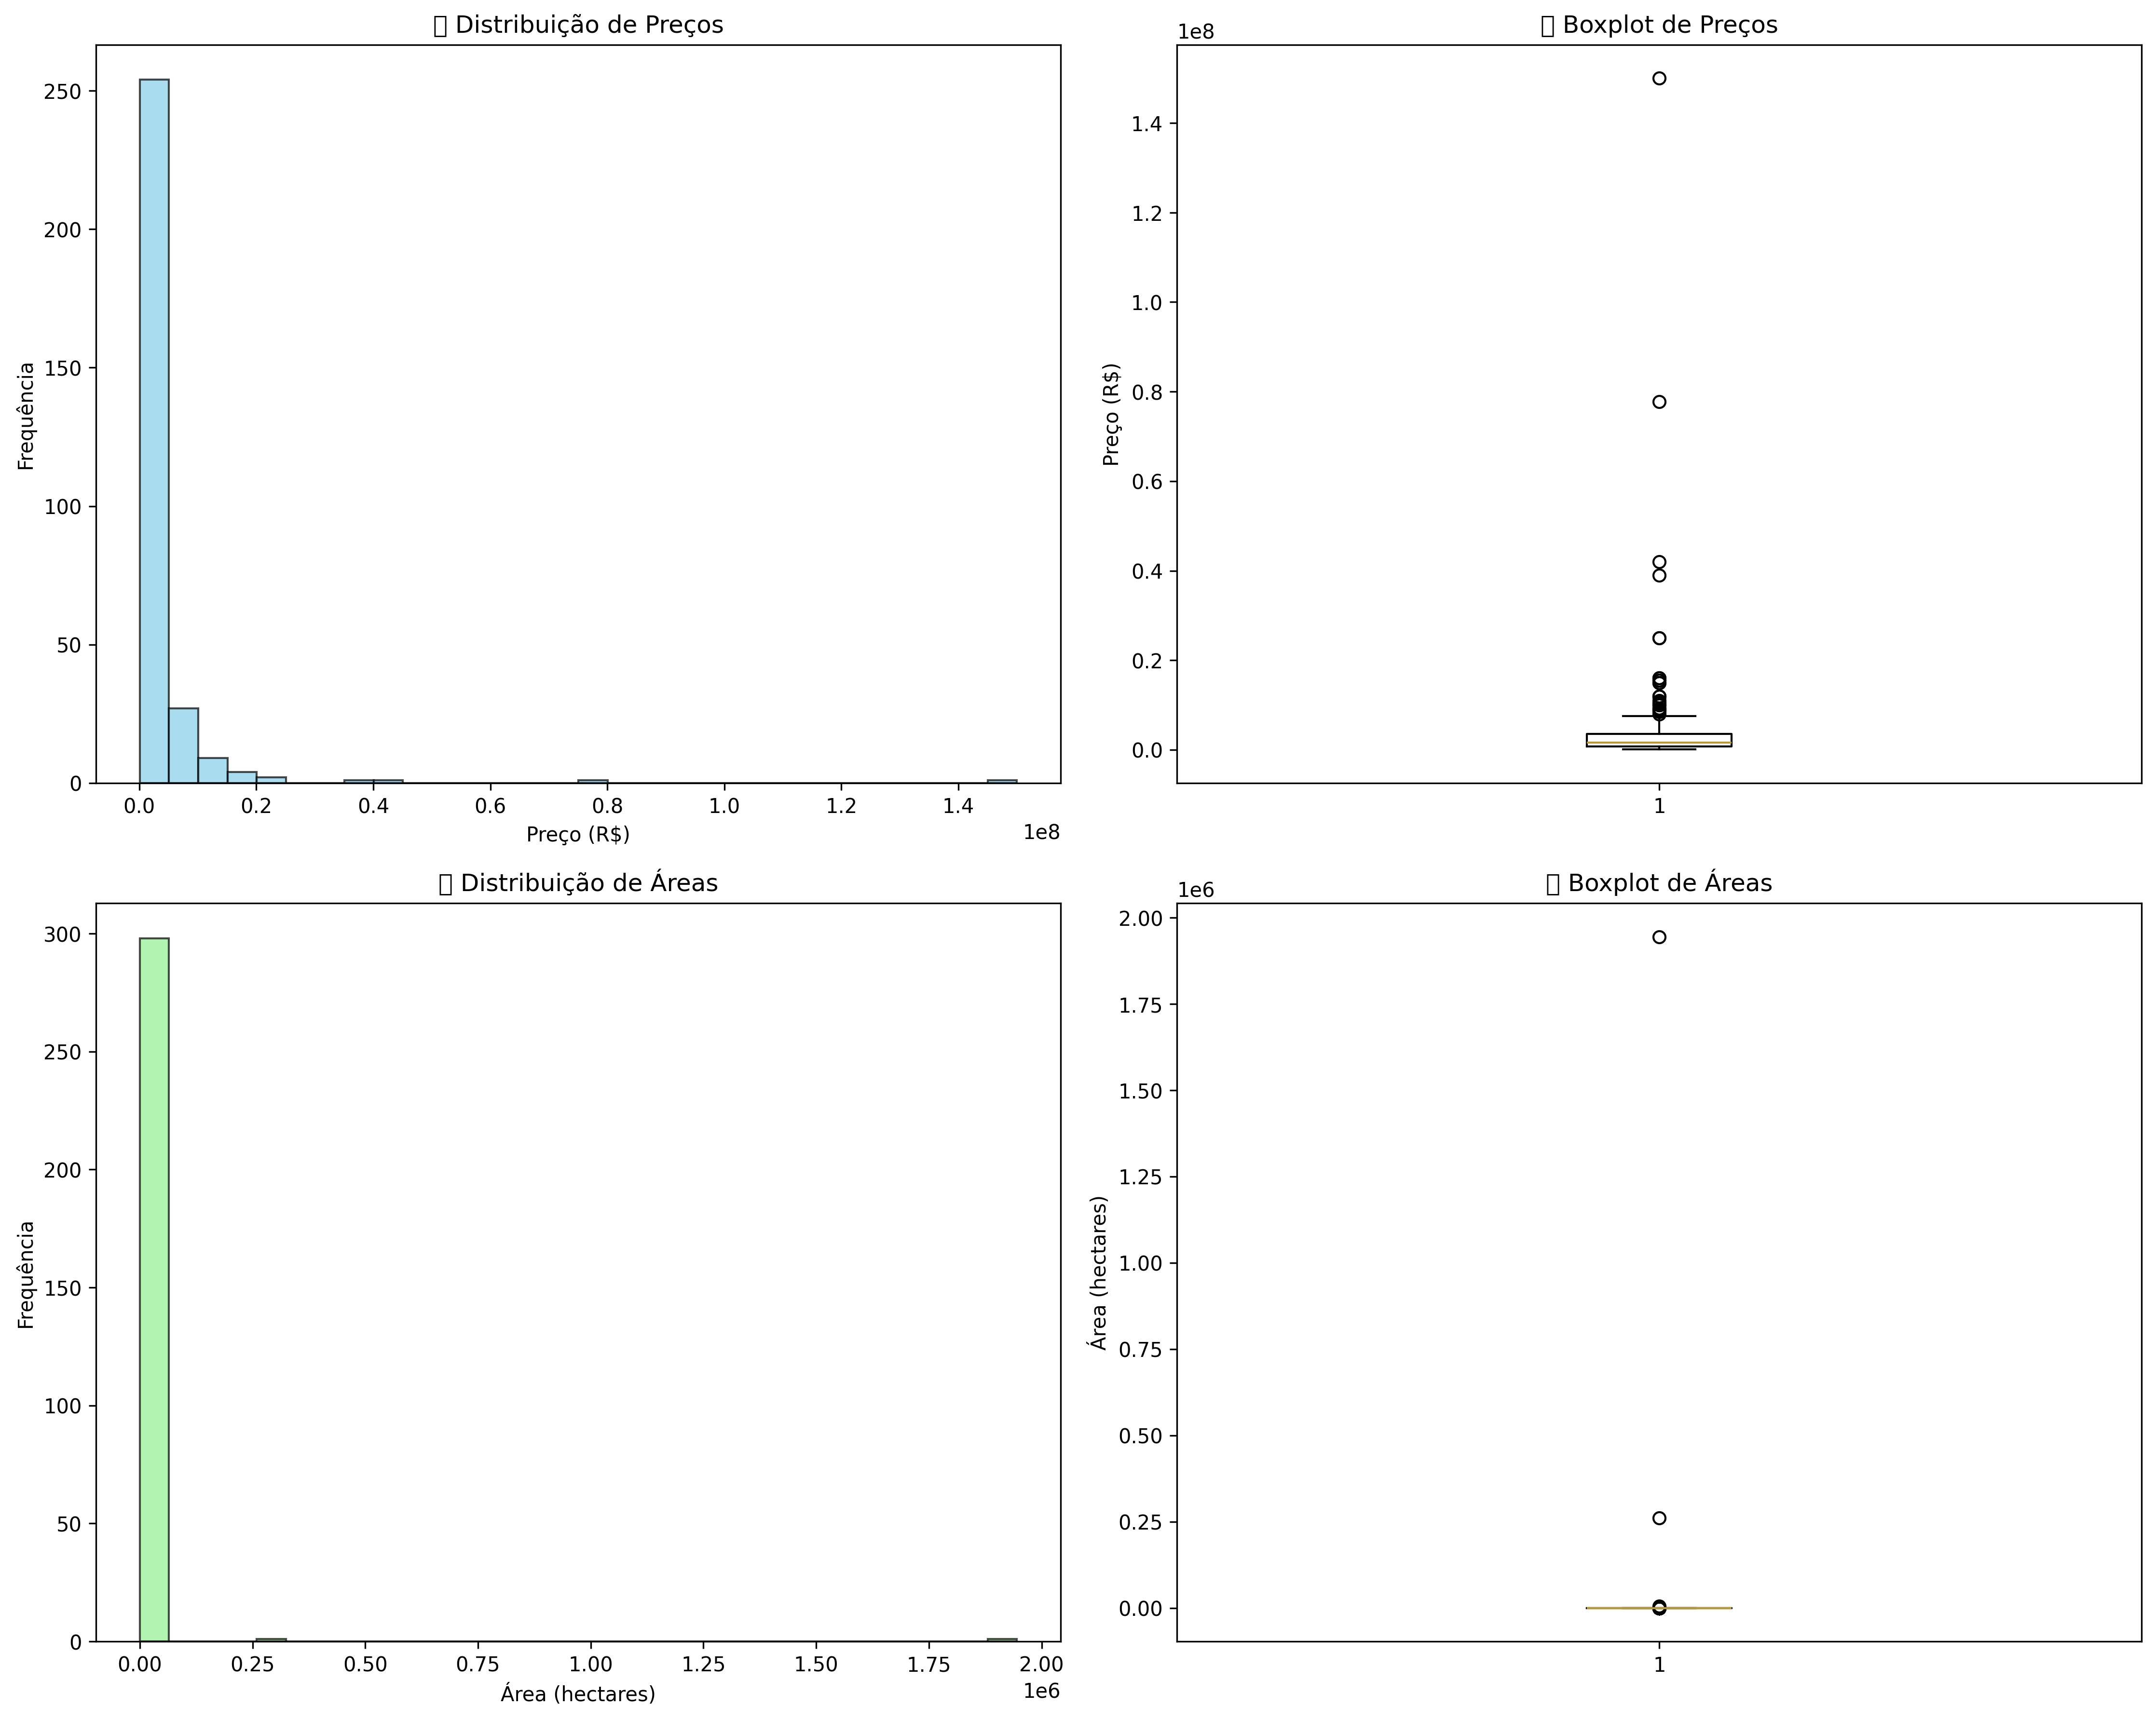 ▯ Distribuição de Preços
250
200
150
100
50
0
Frequência
0.0 0.2 0.4 0.6 0.8 1.0 1.2 1.4
1e8
Preço (R$)
▯ Boxplot de Preços
1e8
1.4
1.2
1.0
0.8
0.6
0.4
0.2
0.0
Preço (R$)
1
▯ Distribuição de Áreas
300
250
200
150
100
50
0
Frequência
0.00 0.25 0.50 0.75 1.00 1.25 1.50 1.75 2.00
1e6
Área (hectares)
▯ Boxplot de Áreas
1e6
2.00
1.75
1.50
1.25
1.00
0.75
0.50
0.25
0.00
Área (hectares)
1